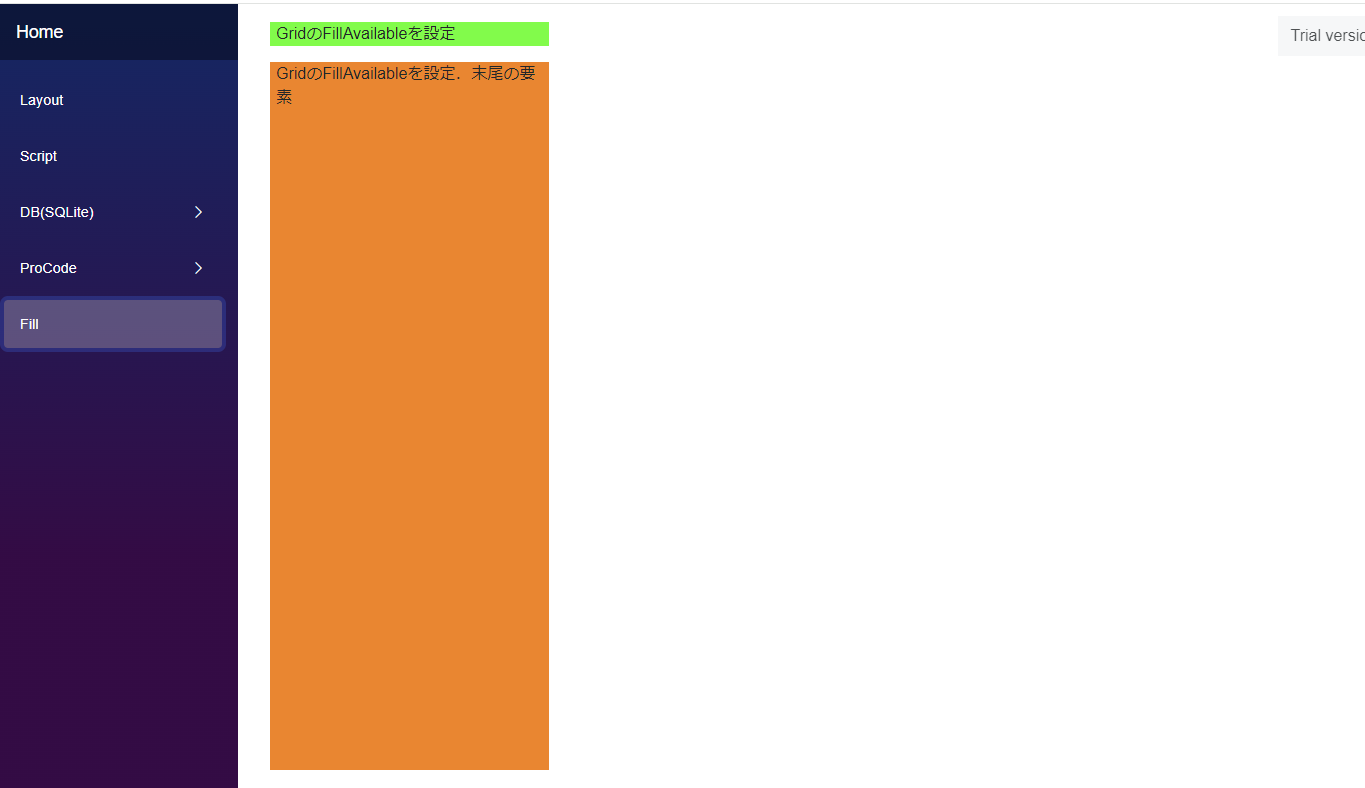 Home
Layout
Script
DB(SQLite)
ProCode
Fill
GridのFillAvailableを設定
GridのFillAvailableを設定．末尾の要
素
Trial versio